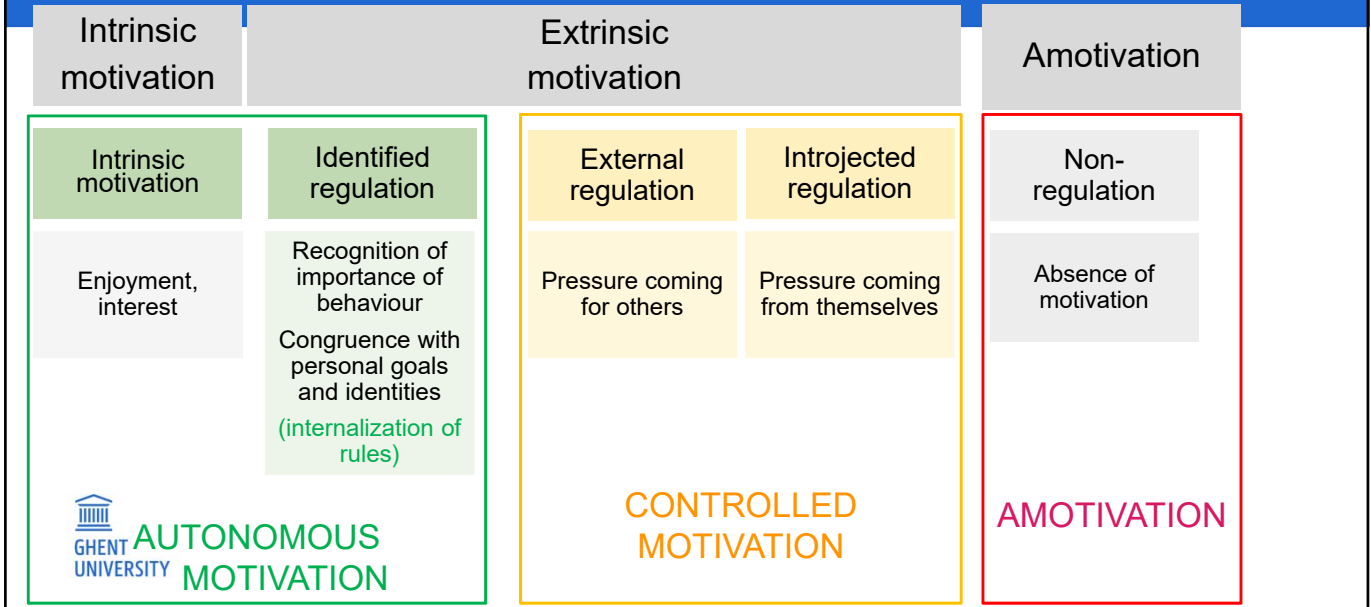 Intrinsic
motivation
Extrinsic
motivation
Amotivation
Intrinsic
motivation
Identified
regulation
External
regulation
Introjected
regulation
Non-
regulation
Enjoyment,
interest
Recognition of
importance of
behaviour
Congruence with
personal goals
and identities
(internalization of
rules)
Pressure coming
for others
Pressure coming
from themselves
Absence of
motivation
GHENT
UNIVERSITY
AUTONOMOUS
MOTIVATION
CONTROLLED
MOTIVATION
AMOTIVATION